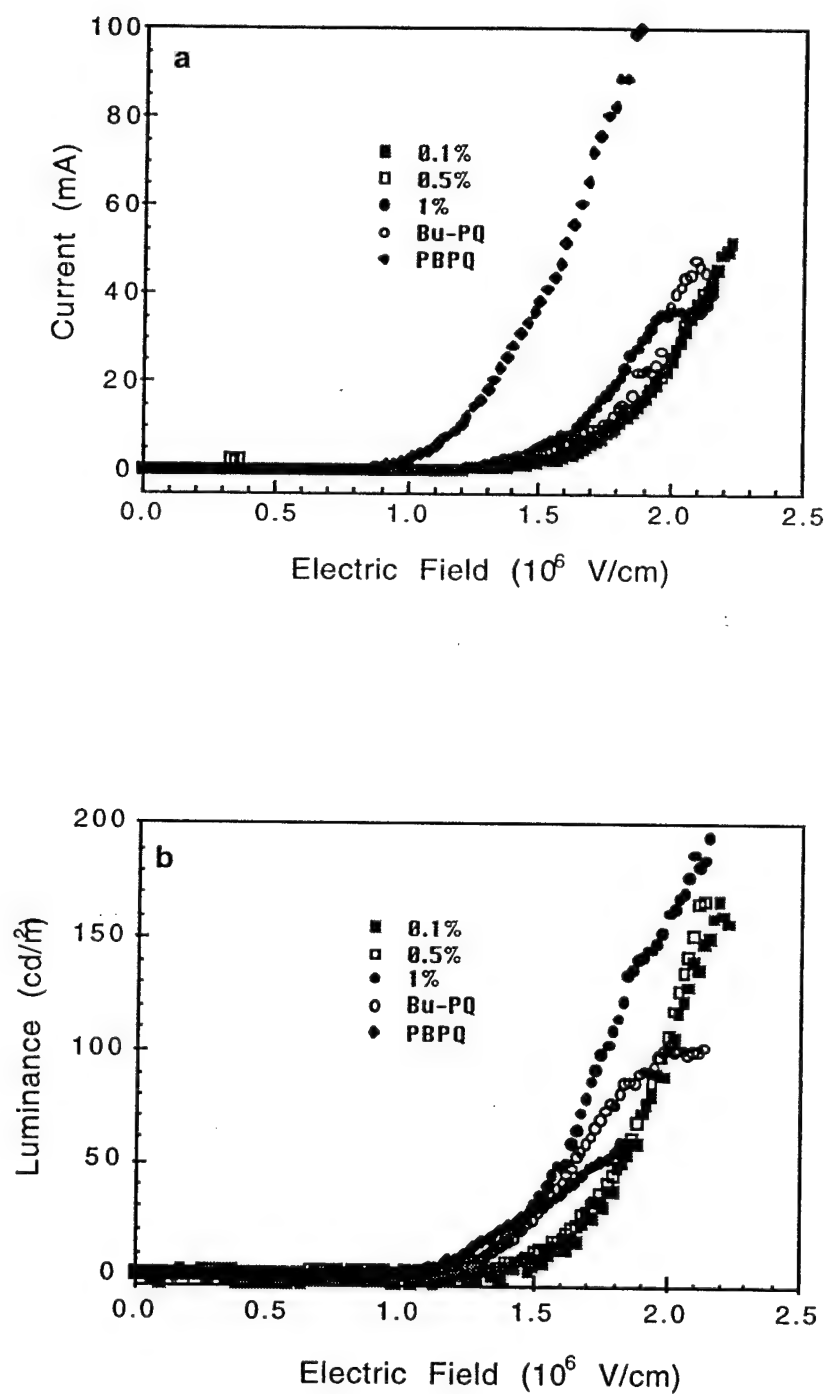 100
a
80
60
40
20
0
Current (mA)
0.1%
0.5%
1%
Bu-PQ
PBPQ
0.0 0.5 1.0 1.5 2.0 2.5
Electric Field (10⁶ V/cm)
200
b
150
100
50
0
Luminance (cd/m²)
0.1%
0.5%
1%
Bu-PQ
PBPQ
0.0 0.5 1.0 1.5 2.0 2.5
Electric Field (10⁶ V/cm)